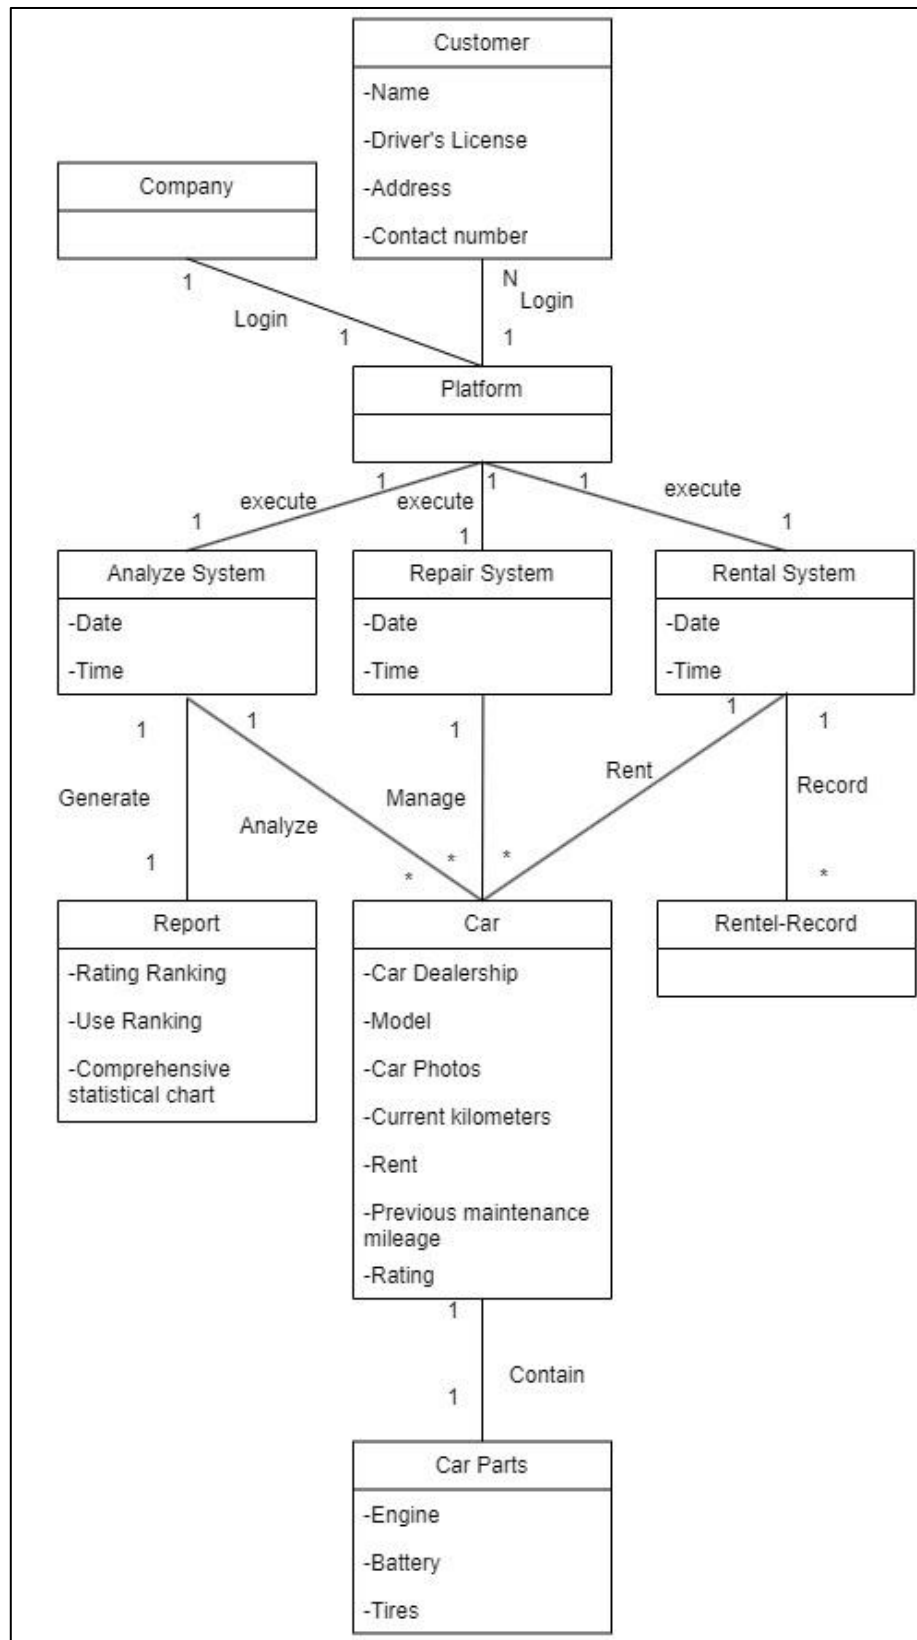 Customer
-Name
-Driver's License
-Address
-Contact number
Company
1
N
Login
Login
1
1
Platform
1
1
1
execute
execute
execute
1
1
1
Analyze System
-Date
-Time
Repair System
-Date
-Time
Rental System
-Date
-Time
1
1
1
1
1
Generate
Analyze
Manage
Rent
Record
1
*
*
*
*
Report
-Rating Ranking
-Use Ranking
-Comprehensive
statistical chart
Car
-Car Dealership
-Model
-Car Photos
-Current kilometers
-Rent
-Previous maintenance
mileage
-Rating
Rentel-Record
1
Contain
1
Car Parts
-Engine
-Battery
-Tires